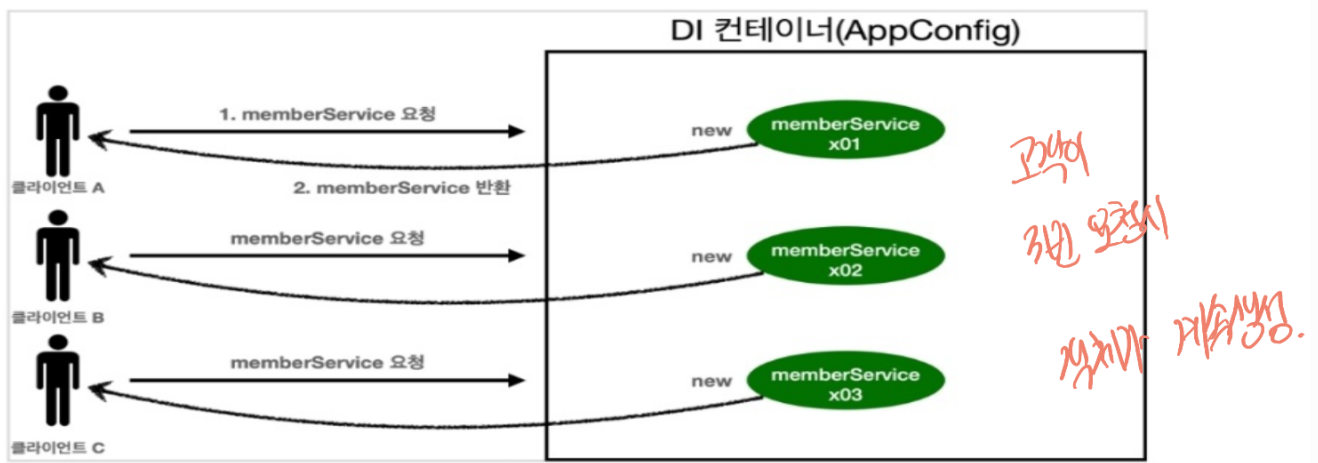 DI 컨테이너(AppConfig)
1. memberService 요청
new
memberService
x01
클라이언트 A
2. memberService 반환
고객이
memberService 요청
new
memberService
x02
3번 요청시
클라이언트 B
memberService 요청
new
memberService
x03
객체가 계속생성.
클라이언트 C